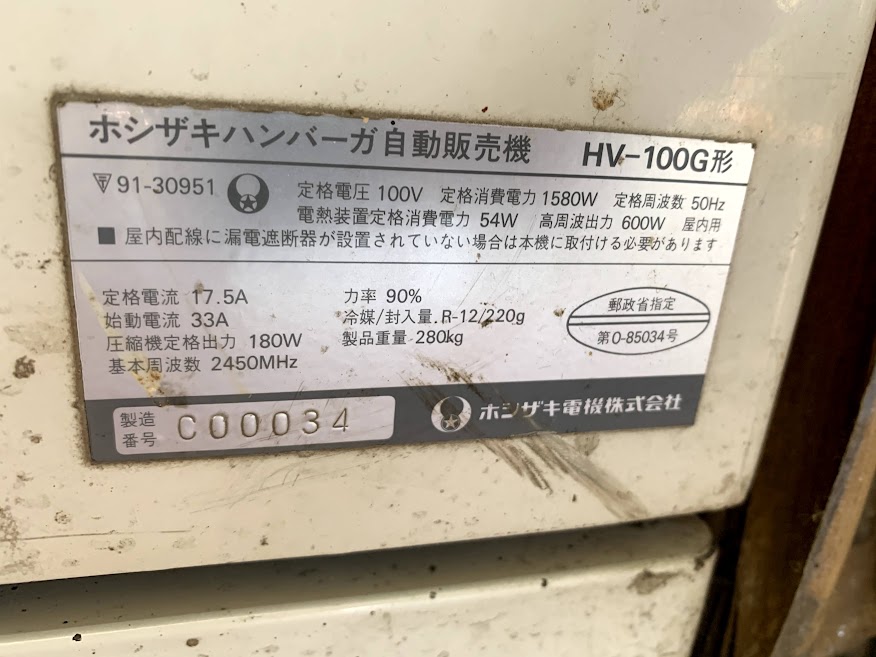 ホシザキハンバーガ自動販売機 HV-100G形
91-30951
定格電圧 100V 定格消費電力 1580W 定格周波数 50Hz
電熱装置定格消費電力 54W 高周波出力 600W 屋内用
■ 屋内配線に漏電遮断器が設置されていない場合は本機に取付ける必要があります
定格電流 17.5A 力率 90%
始動電流 33A 冷媒/封入量. R-12/220g
圧縮機定格出力 180W 製品重量 280kg
基本周波数 2450MHz
郵政省指定
第O-85034号
製造番号 C00034
ホシザキ電機株式会社